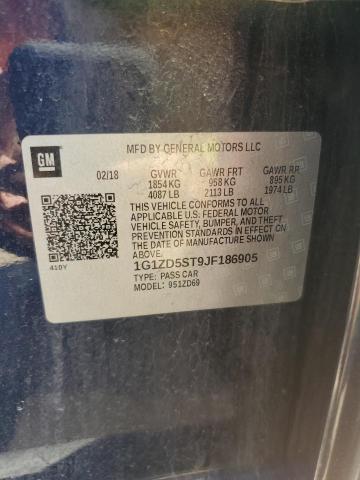 GM
MFD BY GENERAL MOTORS LLC
02/18 GVWR GAWR FRT GAWR RR
1854 KG 958 KG 895 KG
4087 LB 2113 LB 1974 LB
THIS VEHICLE CONFORMS TO ALL
APPLICABLE U.S. FEDERAL MOTOR
VEHICLE SAFETY, BUMPER, AND THEFT
PREVENTION STANDARDS IN EFFECT ON
THE DATE OF MANUFACTURE SHOWN
ABOVE.
410Y
1G1ZD5ST9JF186905
TYPE: PASS CAR
MODEL: 951ZD69